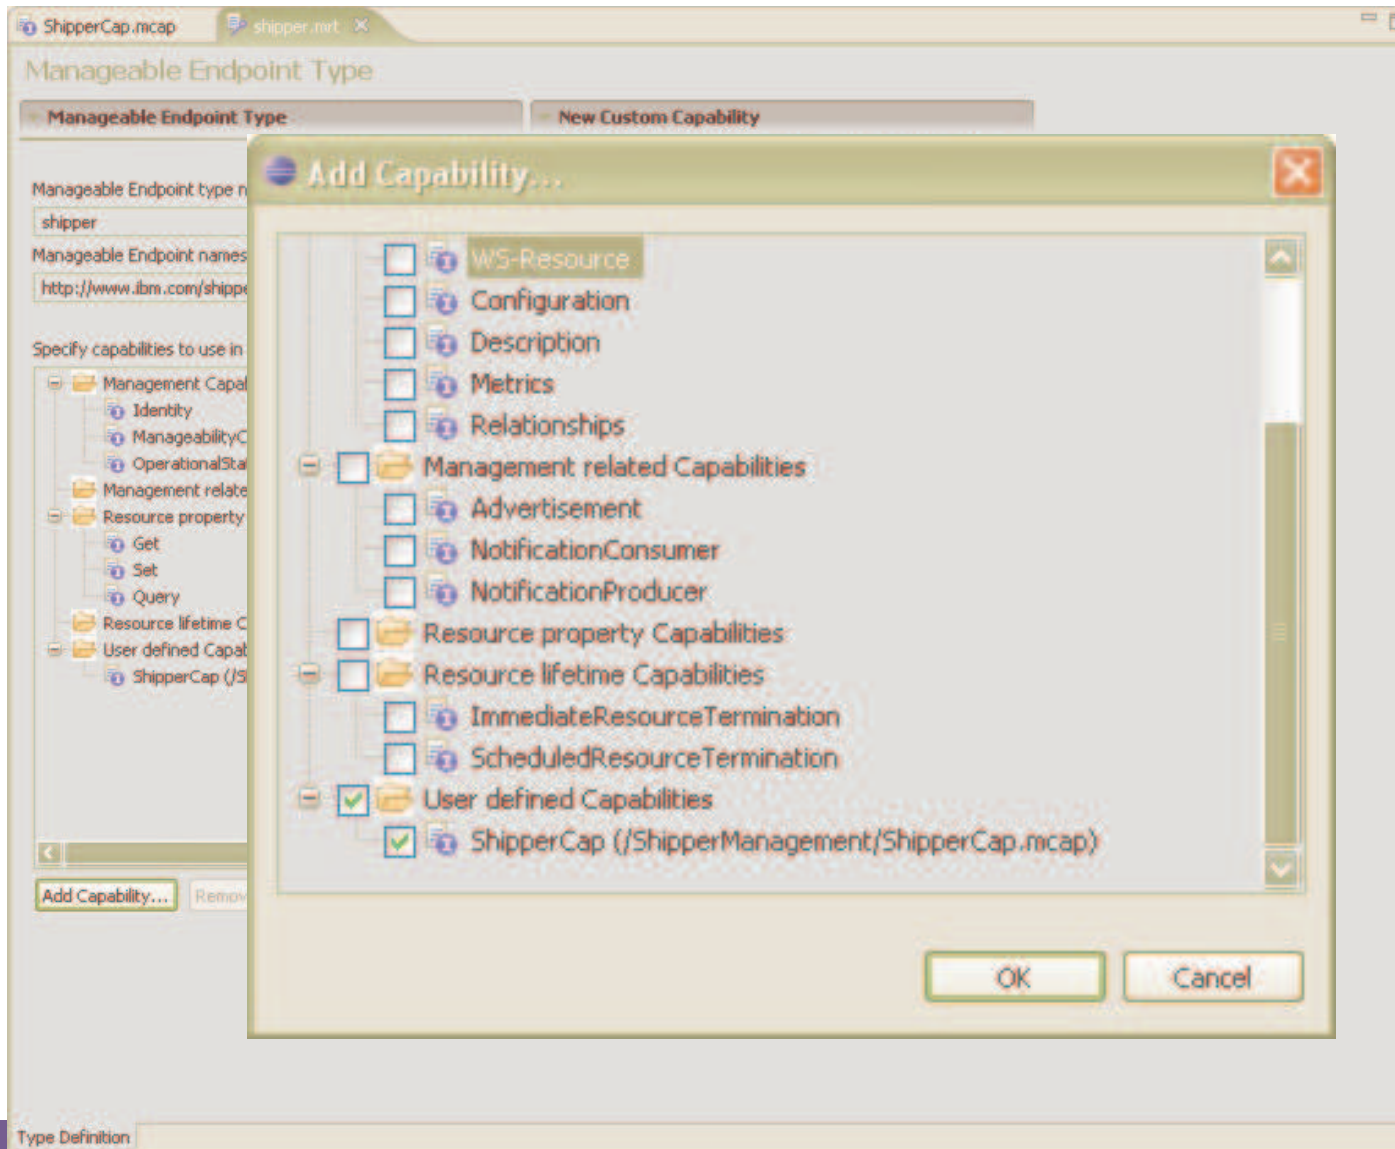 ShipperCap.mcap
shipper.mrt
Manageable Endpoint Type
Manageable Endpoint Type
New Custom Capability
Manageable Endpoint type n
shipper
Manageable Endpoint names
http://www.ibm.com/shippe
Specify capabilities to use in
Management Capal
Identity
ManageabilityC
OperationalSta
Management relate
Resource property
Get
Set
Query
Resource lifetime C
User defined Capab
ShipperCap (/S
Add Capability...
Remov
Add Capability...
WS-Resource
Configuration
Description
Metrics
Relationships
Management related Capabilities
Advertisement
NotificationConsumer
NotificationProducer
Resource property Capabilities
Resource lifetime Capabilities
ImmediateResourceTermination
ScheduledResourceTermination
User defined Capabilities
ShipperCap (/ShipperManagement/ShipperCap.mcap)
OK
Cancel
Type Definition